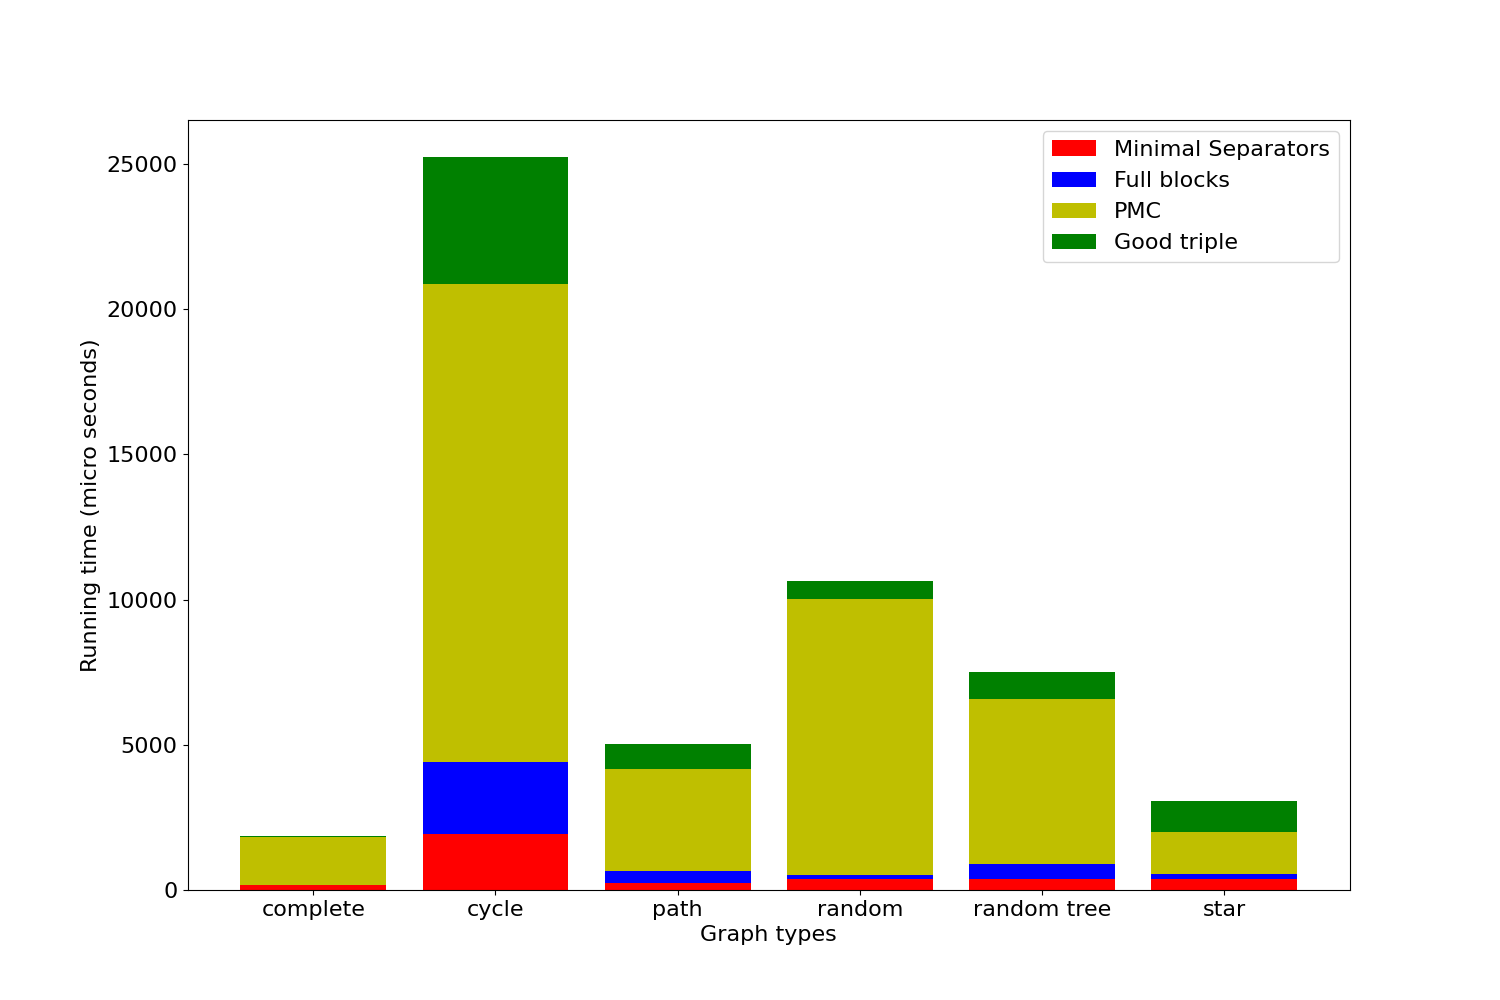 Minimal Separators
Full blocks
PMC
Good triple
25000
20000
15000
10000
5000
0
Running time (micro seconds)
complete
cycle
path
random
random tree
star
Graph types